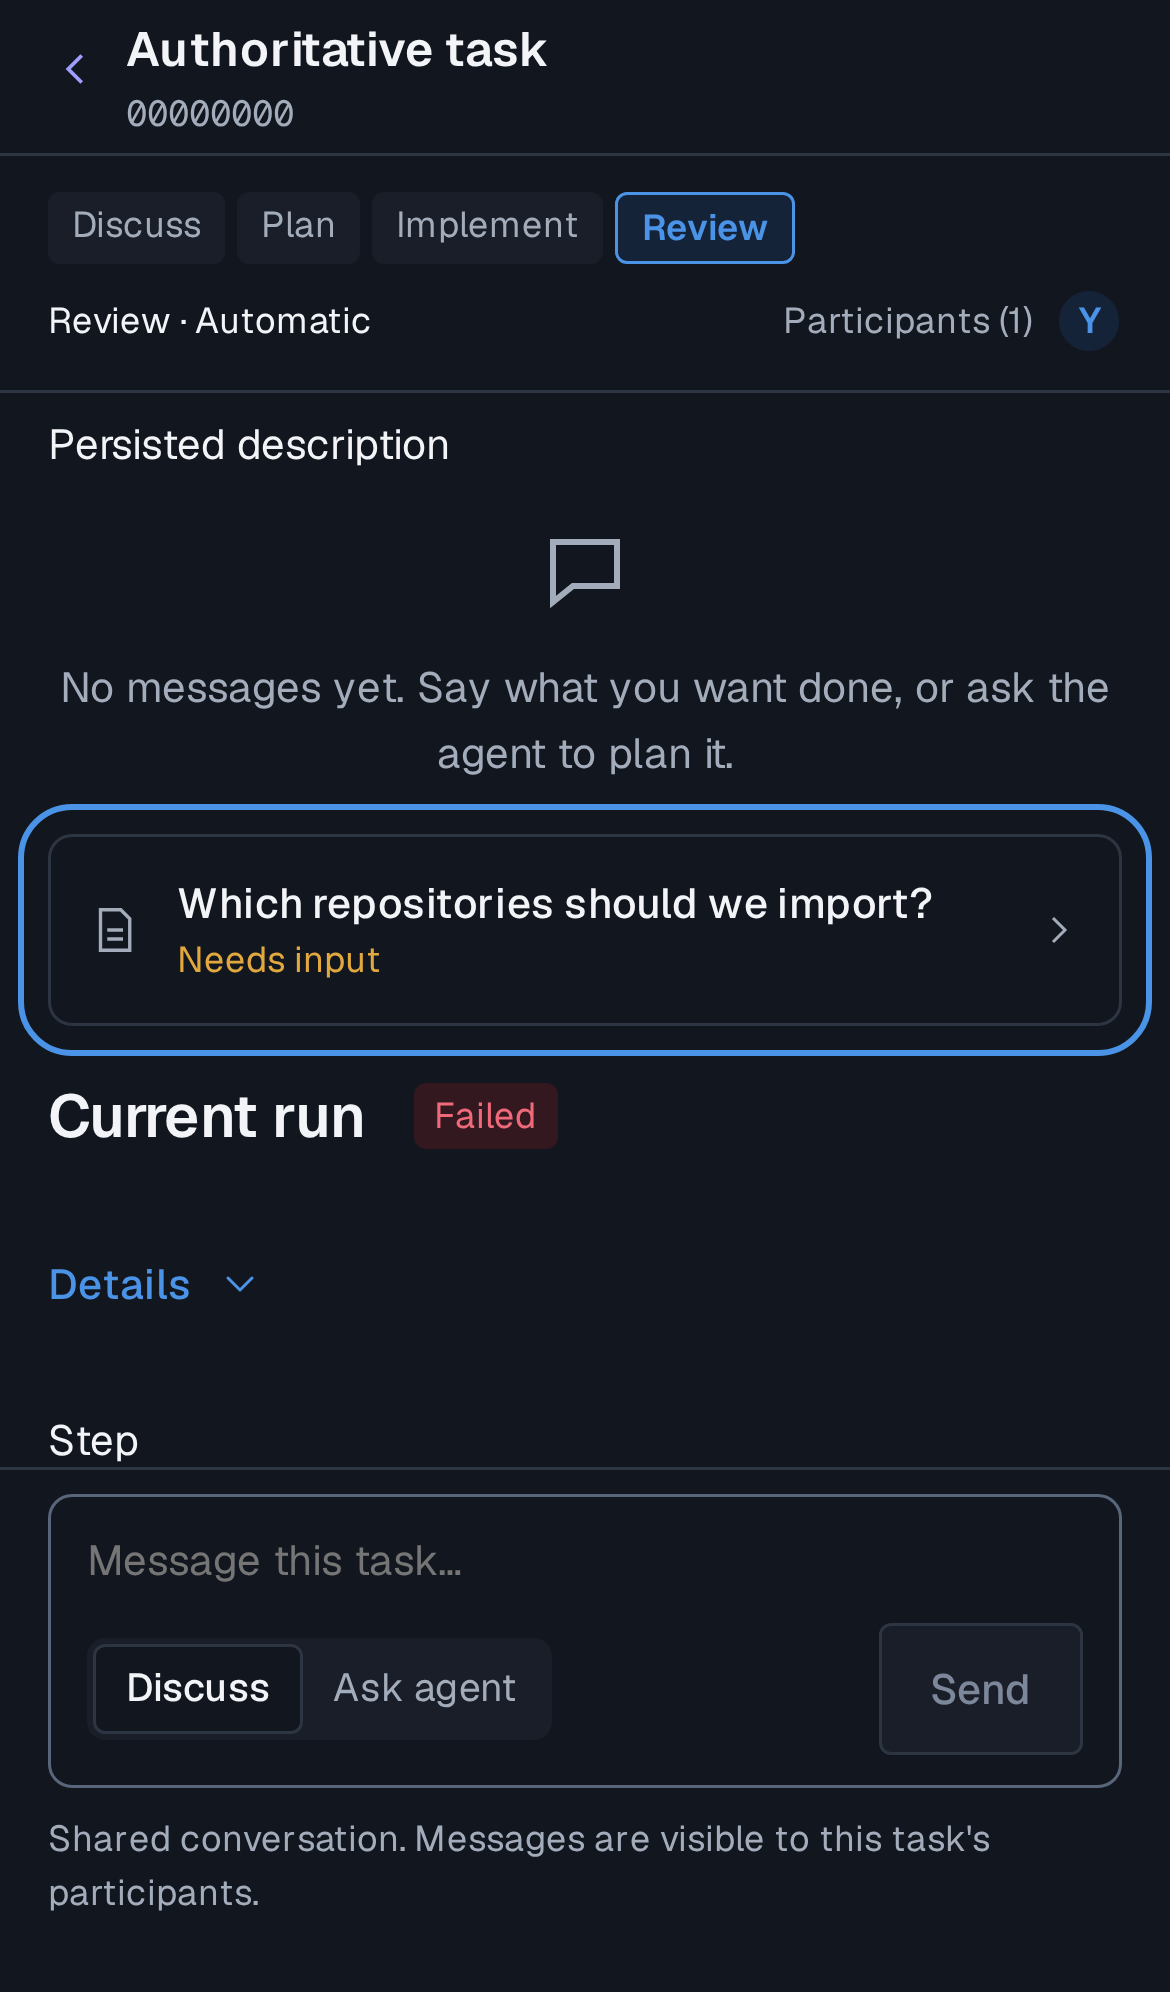 Authoritative task
00000000
Discuss Plan Implement Review
Review · Automatic Participants (1) Y
Persisted description
No messages yet. Say what you want done, or ask the
agent to plan it.
Which repositories should we import?
Needs input
Current run Failed
Details
Step
Message this task…
Discuss Ask agent Send
Shared conversation. Messages are visible to this task's
participants.